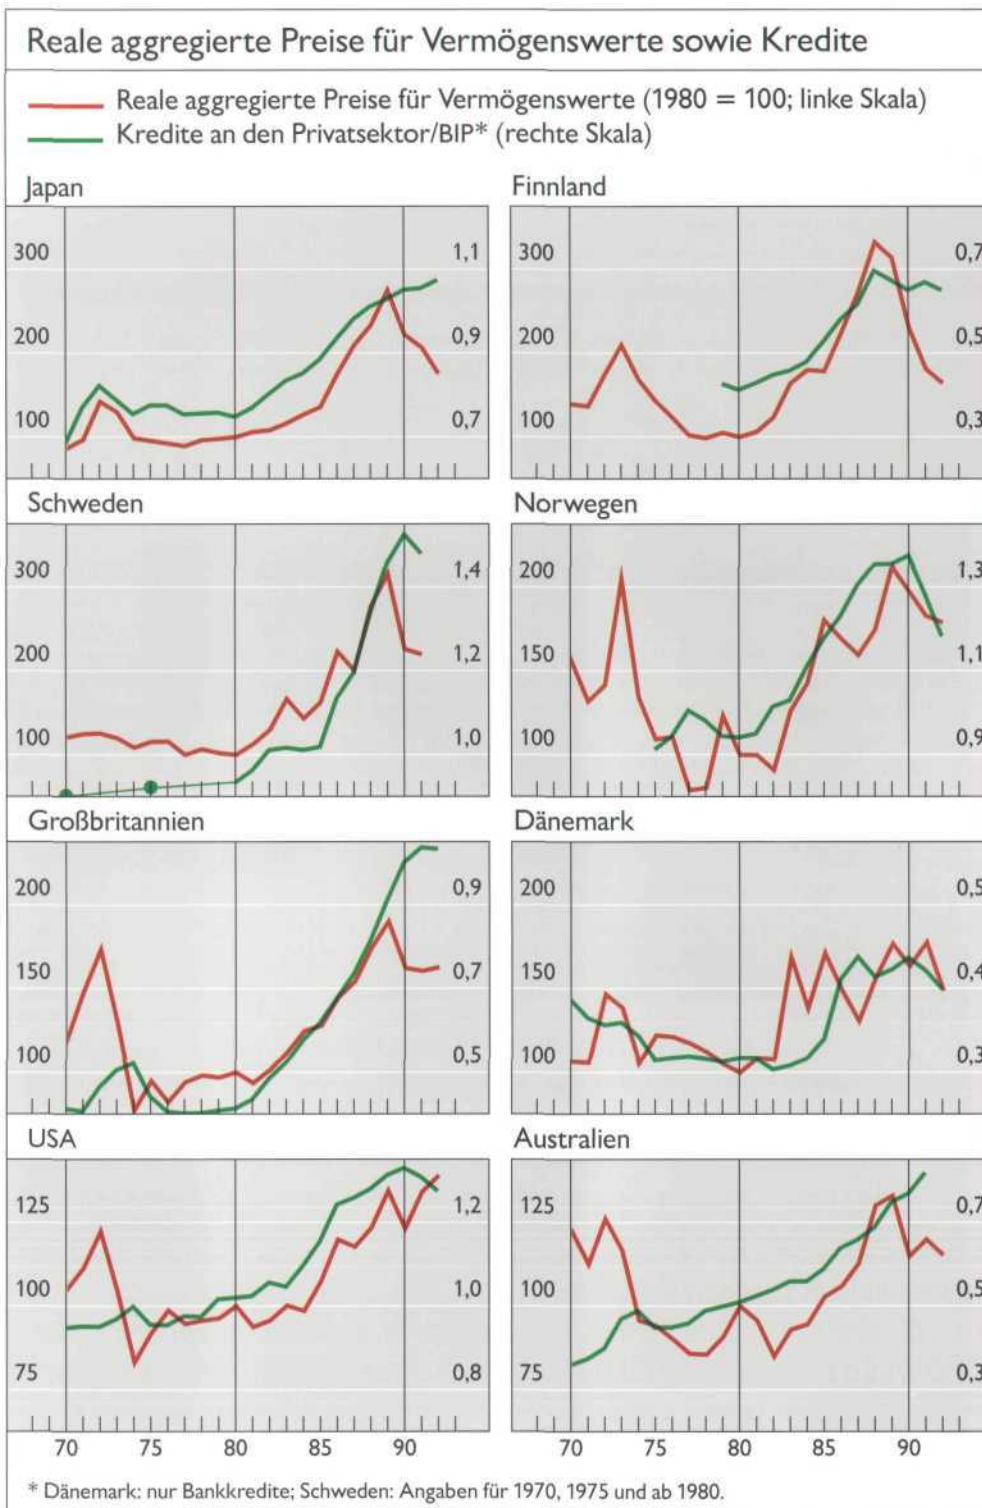 Reale aggregierte Preise für Vermögenswerte sowie Kredite
Reale aggregierte Preise für Vermögenswerte (1980 = 100; linke Skala)
Kredite an den Privatsektor/BIP* (rechte Skala)
Japan
300 1,1
200 0,9
100 0,7
Finnland
300 0,7
200 0,5
100 0,3
Schweden
300 1,4
200 1,2
100 1,0
Norwegen
200 1,3
150 1,1
100 0,9
Großbritannien
200 0,9
150 0,7
100 0,5
Dänemark
200 0,5
150 0,4
100 0,3
USA
125 1,2
100 1,0
75 0,8
70 75 80 85 90
Australien
125 0,7
100 0,5
75 0,3
70 75 80 85 90
* Dänemark: nur Bankkredite; Schweden: Angaben für 1970, 1975 und ab 1980.